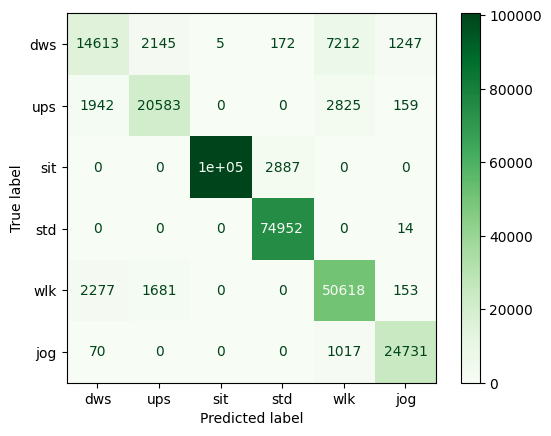 dws 14613 2145 5 172 7212 1247
ups 1942 20583 0 0 2825 159
sit 0 0 1e+05 2887 0 0
std 0 0 0 74952 0 14
wlk 2277 1681 0 0 50618 153
jog 70 0 0 0 1017 24731
dws ups sit std wlk jog
Predicted label
True label
100000
80000
60000
40000
20000
0